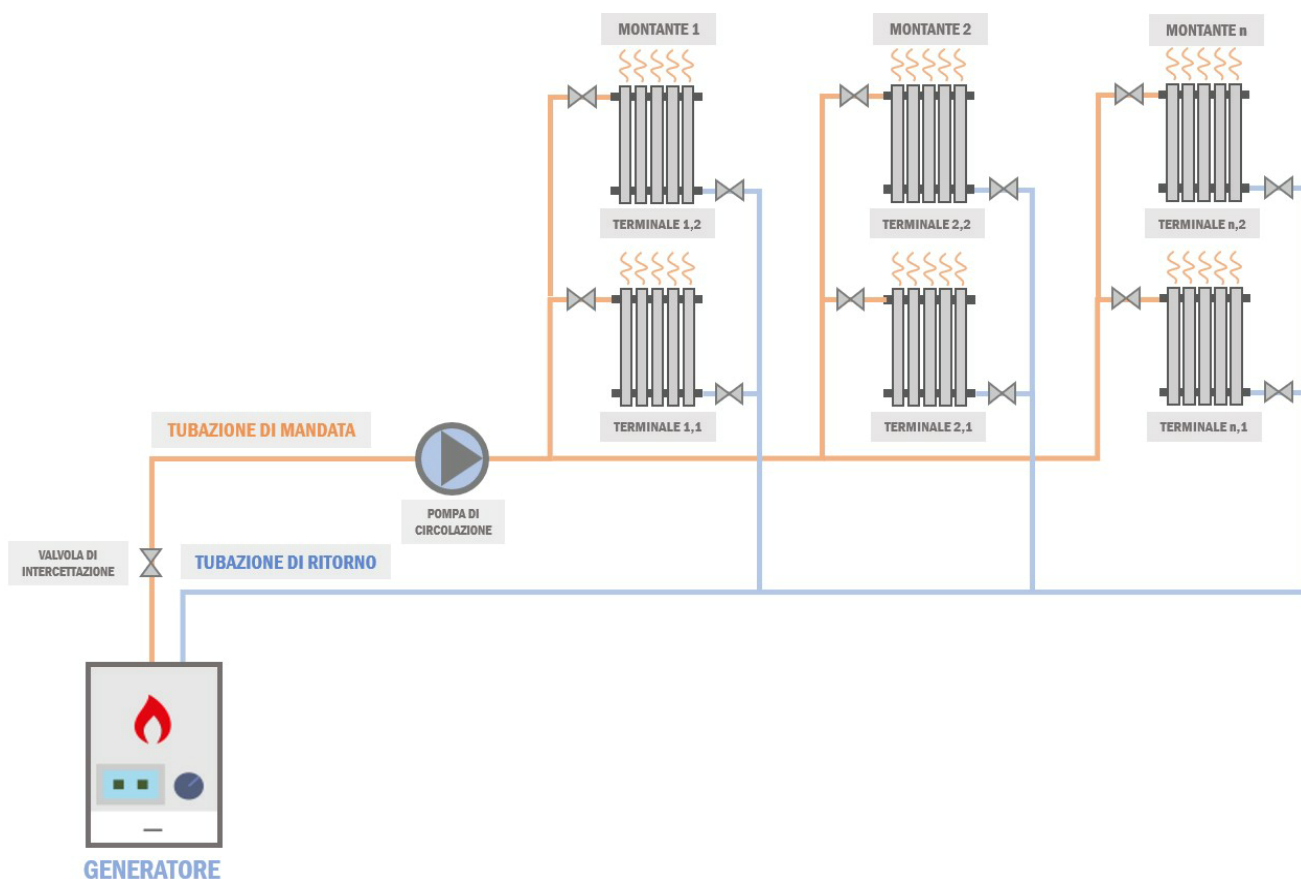 MONTANTE 1
MONTANTE 2
MONTANTE n
TERMINALE 1,2
TERMINALE 2,2
TERMINALE n,2
TERMINALE 1,1
TERMINALE 2,1
TERMINALE n,1
TUBAZIONE DI MANDATA
POMPA DI
CIRCOLAZIONE
VALVOLA DI
INTERCETTAZIONE
TUBAZIONE DI RITORNO
GENERATORE